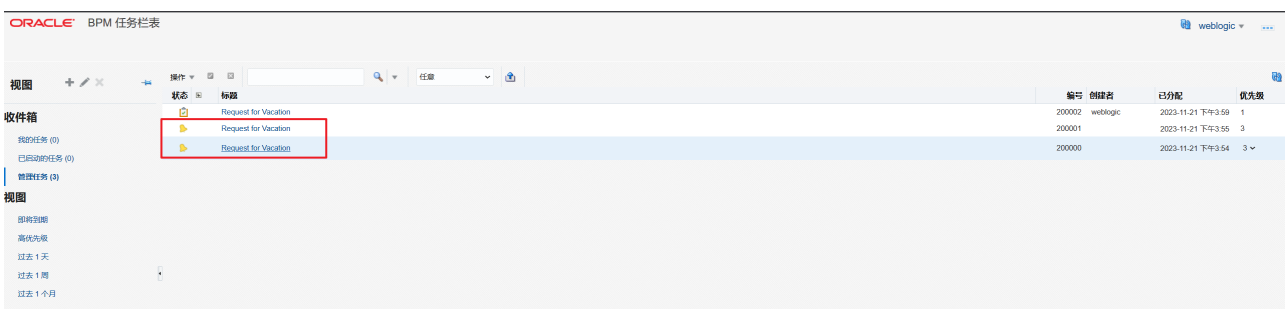 ORACLE® BPM 任务栏表
weblogic
视图
操作 任意
状态 标题 编号 创建者 已分配 优先级
收件箱
Request for Vacation 200002 weblogic 2023-11-21 下午3:59 1
Request for Vacation 200001 2023-11-21 下午3:55 3
我的任务 (0)
Request for Vacation 200000 2023-11-21 下午3:54 3
已启动的任务 (0)
管理任务 (3)
视图
即将到期
高优先级
过去 1 天
过去 1 周
过去 1 个月